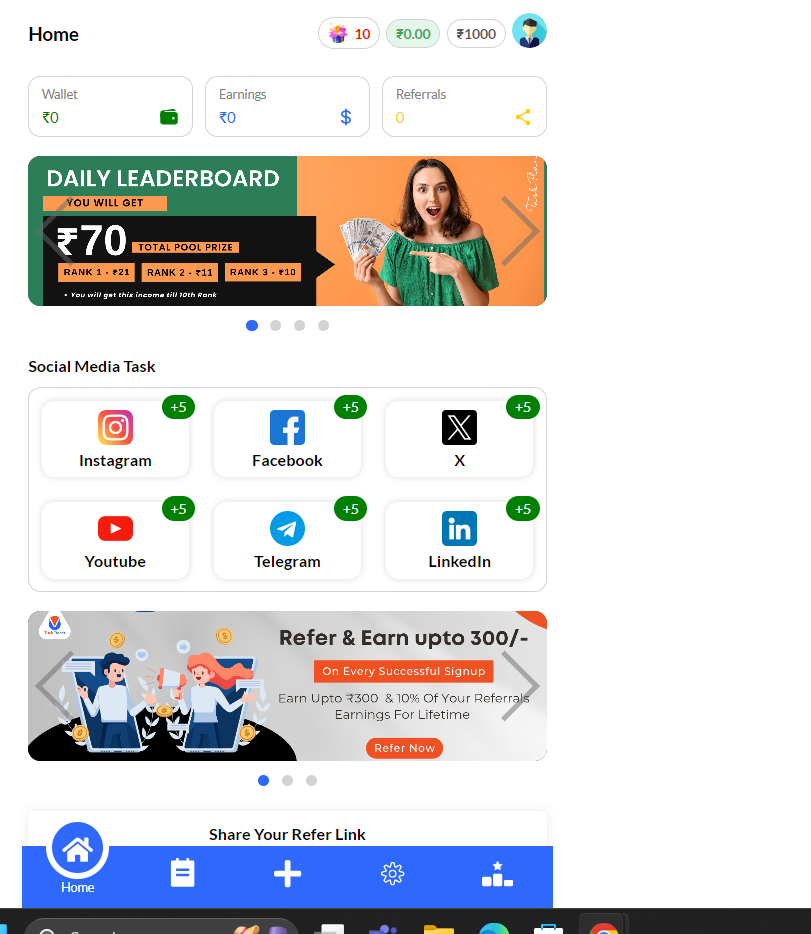 Home
10
₹0.00
₹1000
Wallet
Earnings
Referrals
₹0
₹0
0
DAILY LEADERBOARD
YOU WILL GET
₹70 TOTAL POOL PRIZE
RANK 1 - ₹21
RANK 2 - ₹11
RANK 3 - ₹10
• You will get this income till 10th Rank
Social Media Task
+5
+5
+5
Instagram
Facebook
X
+5
+5
+5
Youtube
Telegram
LinkedIn
Refer & Earn upto 300/-
On Every Successful Signup
Earn Upto ₹300 & 10% Of Your Referrals
Earnings For Lifetime
Refer Now
Share Your Refer Link
Home